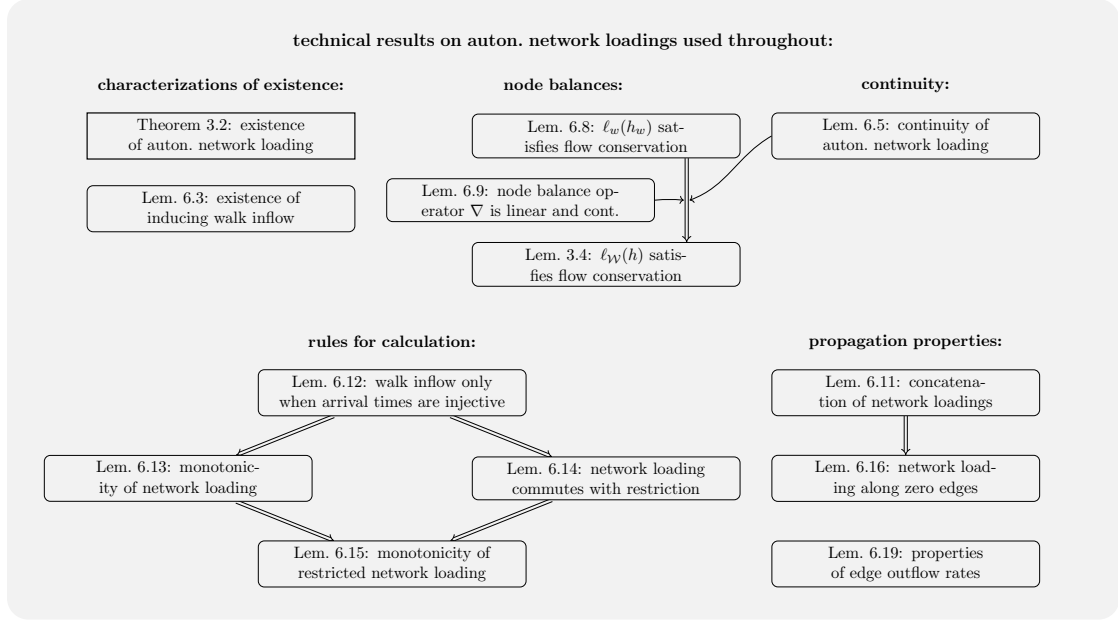 technical results on auton. network loadings used throughout:
characterizations of existence:
Theorem 3.2: existence
of auton. network loading
Lem. 6.3: existence of
inducing walk inflow
node balances:
Lem. 6.8: ℓ_w(h_w) sat-
isfies flow conservation
Lem. 6.9: node balance op-
erator ∇ is linear and cont.
Lem. 3.4: ℓ_𝒲(h) satis-
fies flow conservation
continuity:
Lem. 6.5: continuity of
auton. network loading
rules for calculation:
Lem. 6.12: walk inflow only
when arrival times are injective
Lem. 6.13: monotonic-
ity of network loading
Lem. 6.14: network loading
commutes with restriction
Lem. 6.15: monotonicity of
restricted network loading
propagation properties:
Lem. 6.11: concatena-
tion of network loadings
Lem. 6.16: network load-
ing along zero edges
Lem. 6.19: properties
of edge outflow rates